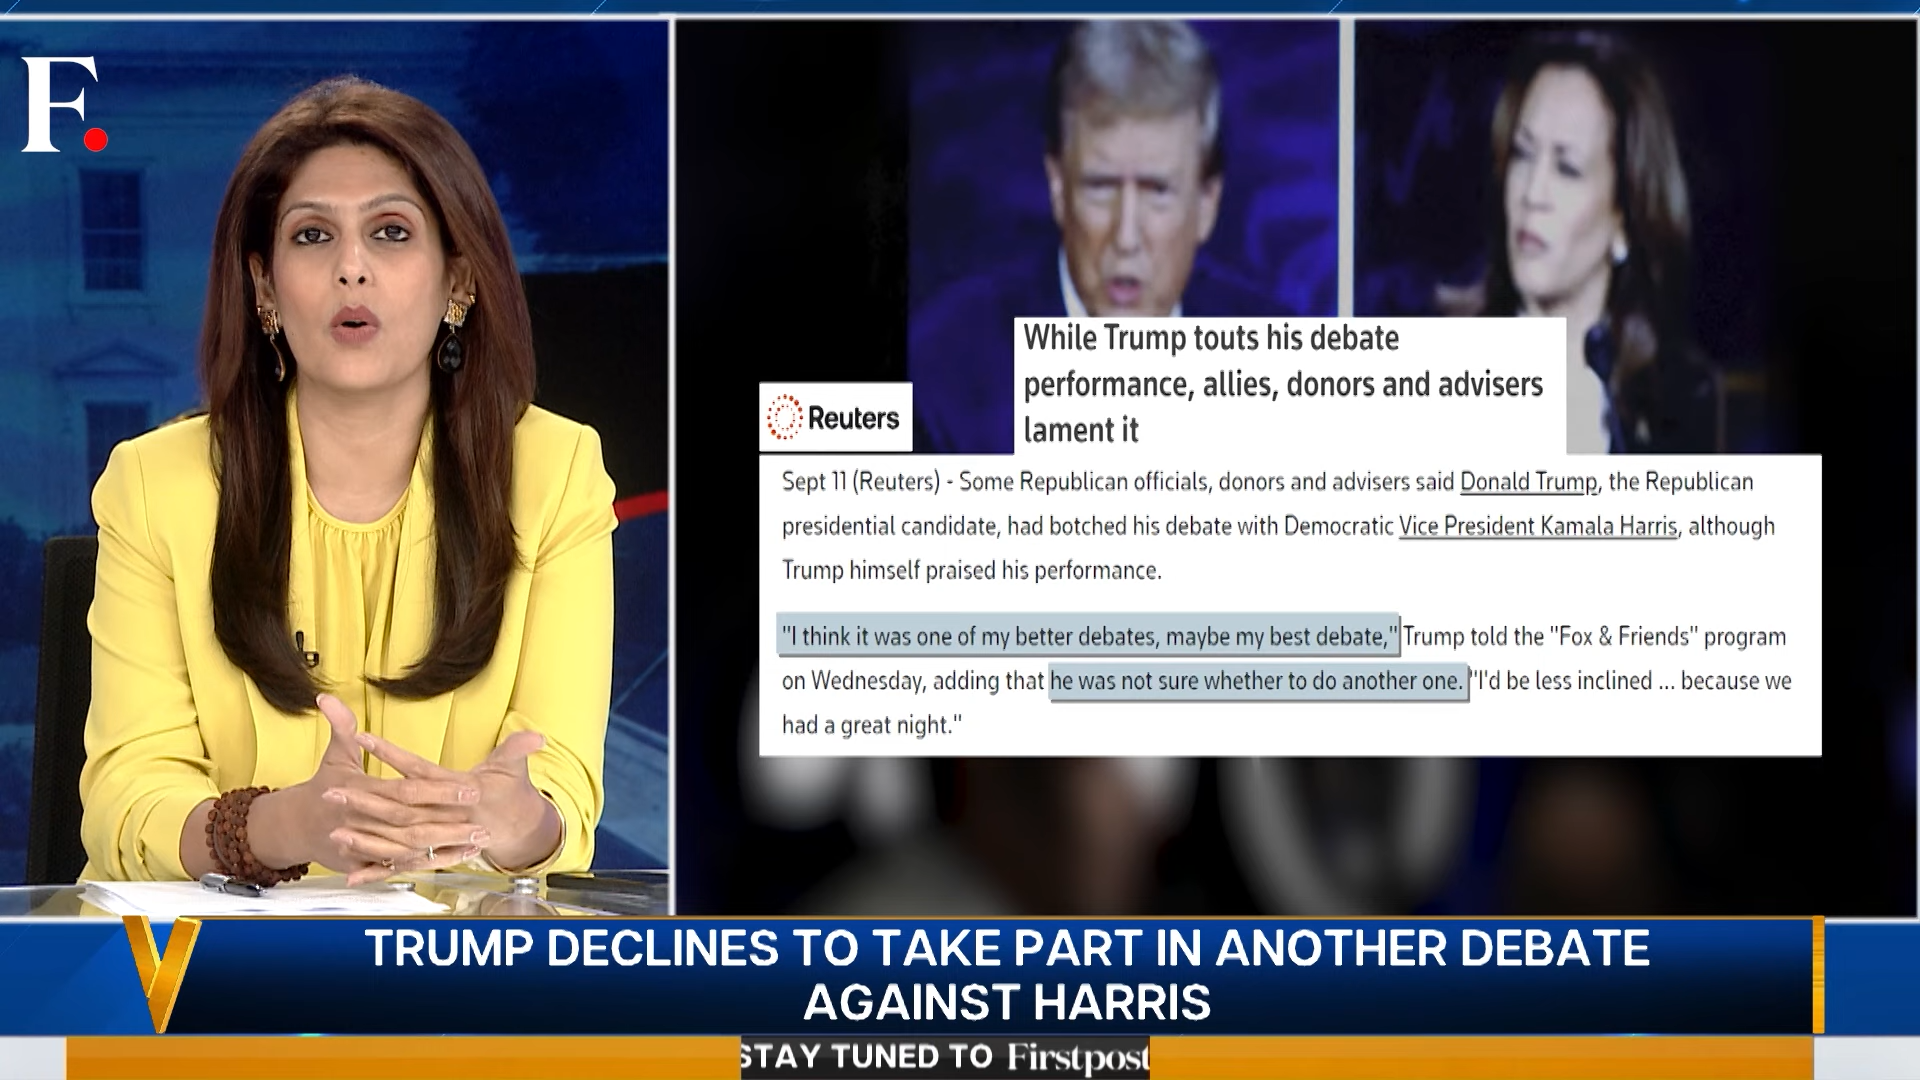 F.
While Trump touts his debate
performance, allies, donors and advisers
lament it
Reuters
Sept 11 (Reuters) - Some Republican officials, donors and advisers said Donald Trump, the Republican
presidential candidate, had botched his debate with Democratic Vice President Kamala Harris, although
Trump himself praised his performance.
"I think it was one of my better debates, maybe my best debate," Trump told the "Fox & Friends" program
on Wednesday, adding that he was not sure whether to do another one. "I'd be less inclined ... because we
had a great night."
V
TRUMP DECLINES TO TAKE PART IN ANOTHER DEBATE
AGAINST HARRIS
STAY TUNED TO Firstpost